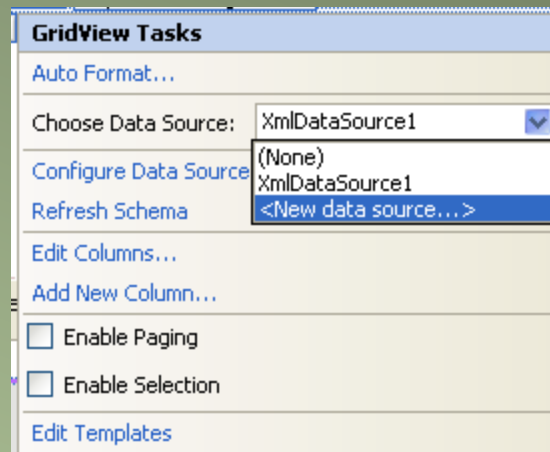 GridView Tasks
Auto Format...
Choose Data Source: XmlDataSource1
(None)
Configure Data Source
XmlDataSource1
Refresh Schema
<New data source...>
Edit Columns...
Add New Column...
Enable Paging
Enable Selection
Edit Templates